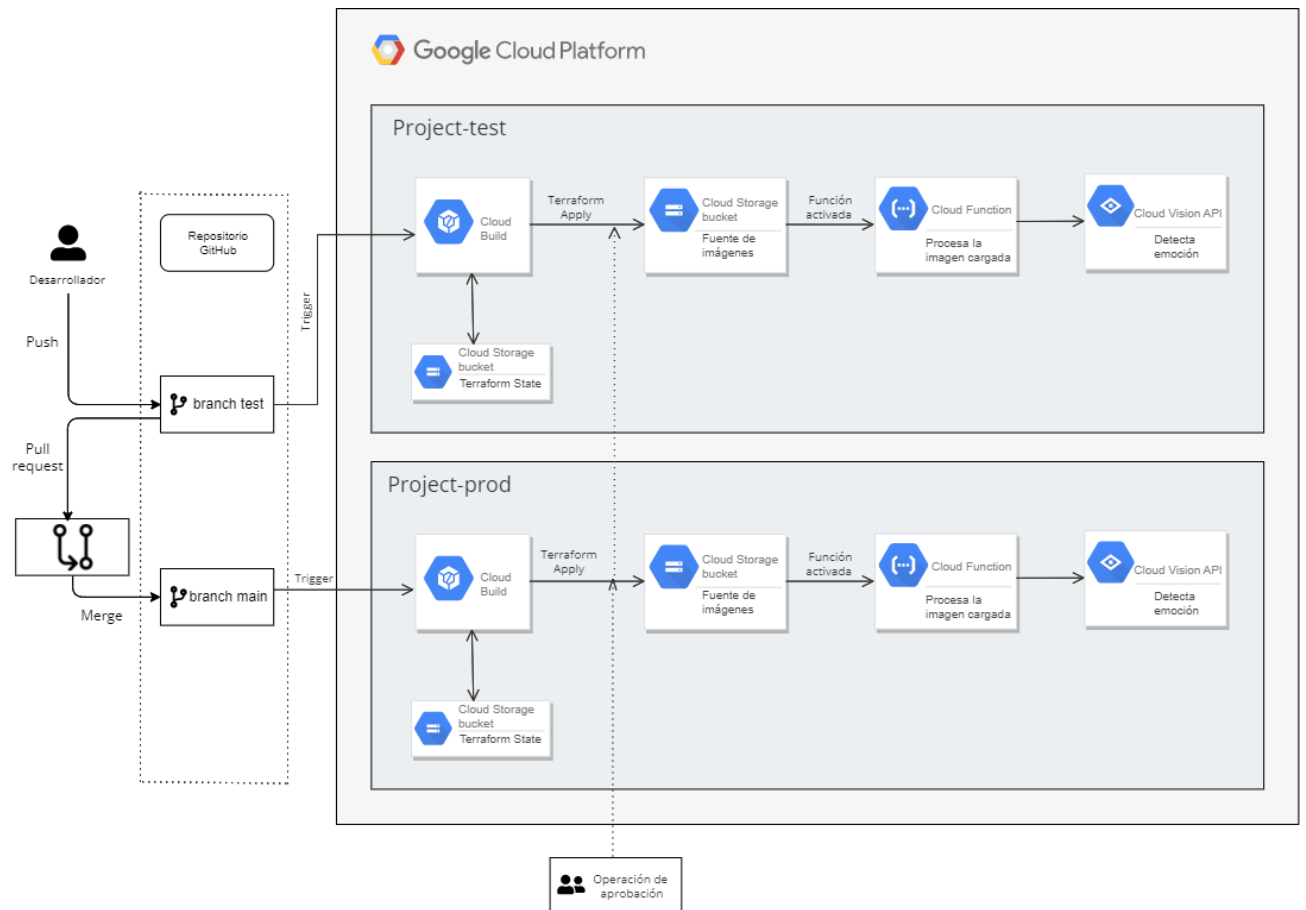 Google Cloud Platform
Project-test
Desarrollador
Push
Pull
request
Merge
Repositorio
GitHub
branch test
branch main
Trigger
Trigger
Cloud
Build
Terraform
Apply
Cloud Storage
bucket
Fuente de
imágenes
Función
activada
Cloud Function
Procesa la
imagen cargada
Cloud Vision API
Detecta
emoción
Cloud Storage
bucket
Terraform State
Project-prod
Cloud
Build
Terraform
Apply
Cloud Storage
bucket
Fuente de
imágenes
Función
activada
Cloud Function
Procesa la
imagen cargada
Cloud Vision API
Detecta
emoción
Cloud Storage
bucket
Terraform State
Operación de
aprobación